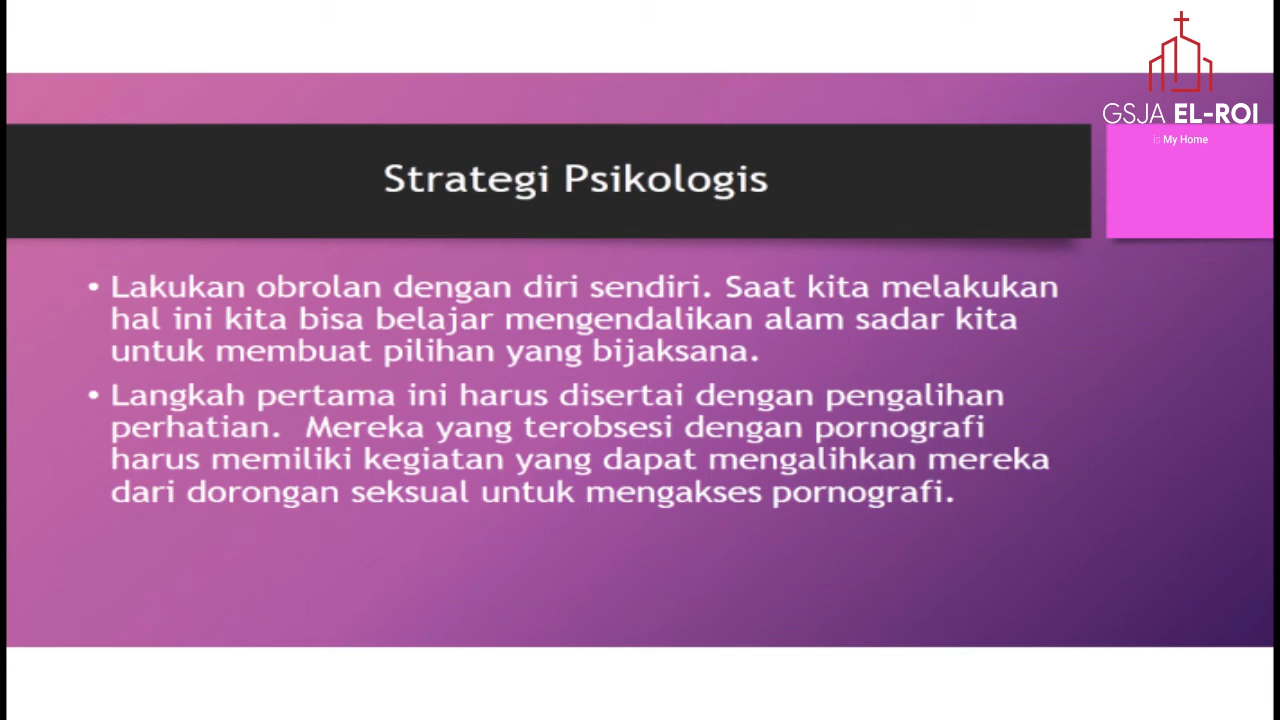 GSJA EL-ROI
is My Home
Strategi Psikologis
• Lakukan obrolan dengan diri sendiri. Saat kita melakukan
hal ini kita bisa belajar mengendalikan alam sadar kita
untuk membuat pilihan yang bijaksana.
• Langkah pertama ini harus disertai dengan pengalihan
perhatian.  Mereka yang terobsesi dengan pornografi
harus memiliki kegiatan yang dapat mengalihkan mereka
dari dorongan seksual untuk mengakses pornografi.